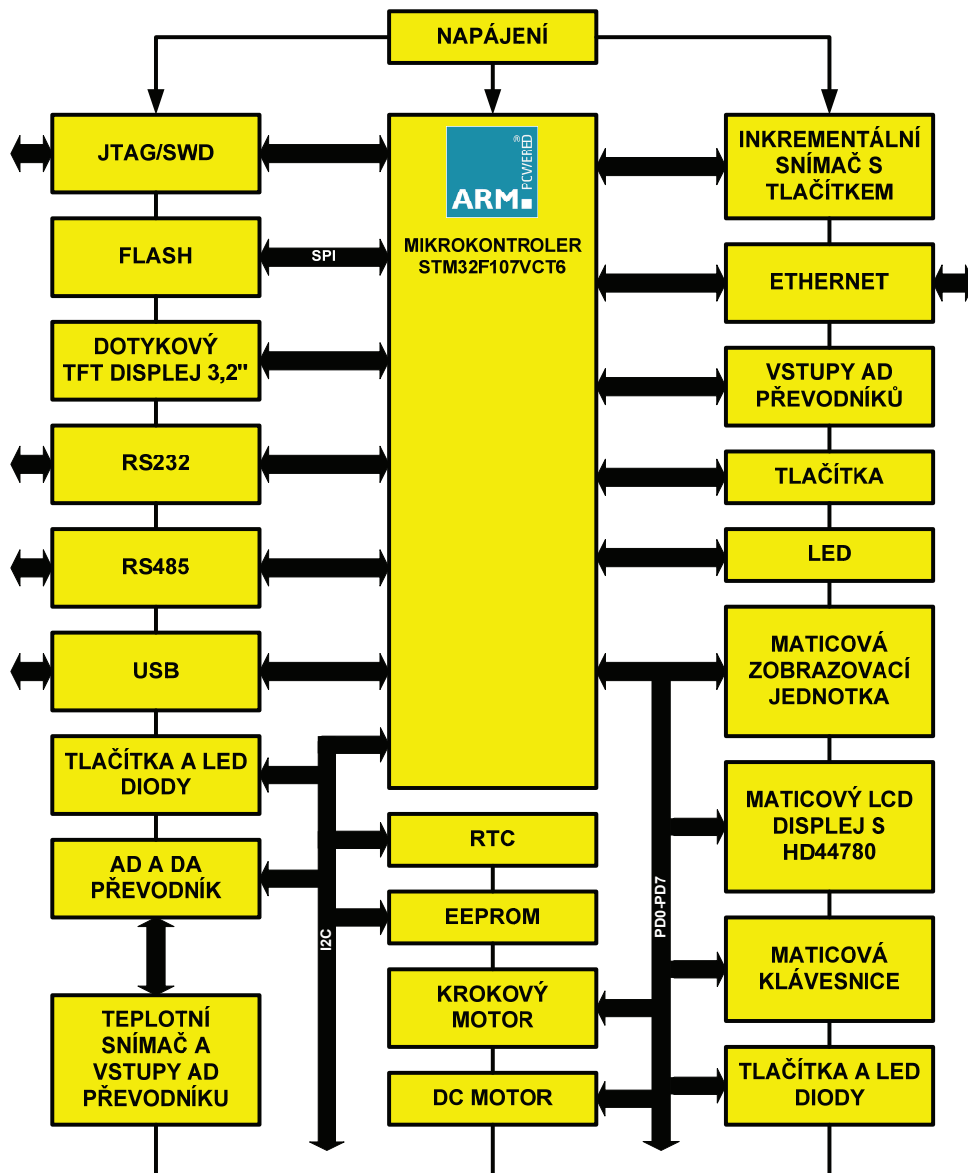 NAPÁJENÍ
JTAG/SWD
FLASH
SPI
DOTYKOVÝ
TFT DISPLEJ 3,2"
RS232
RS485
USB
TLAČÍTKA A LED
DIODY
AD A DA
PŘEVODNÍK
TEPLOTNÍ
SNÍMAČ A
VSTUPY AD
PŘEVODNÍKU
I2C
ARM
PCW/ERED
®
MIKROKONTROLER
STM32F107VCT6
RTC
EEPROM
KROKOVÝ
MOTOR
DC MOTOR
PD0-PD7
INKREMENTÁLNÍ
SNÍMAČ S
TLAČÍTKEM
ETHERNET
VSTUPY AD
PŘEVODNÍKŮ
TLAČÍTKA
LED
MATICOVÁ
ZOBRAZOVACÍ
JEDNOTKA
MATICOVÝ LCD
DISPLEJ S
HD44780
MATICOVÁ
KLÁVESNICE
TLAČÍTKA A LED
DIODY